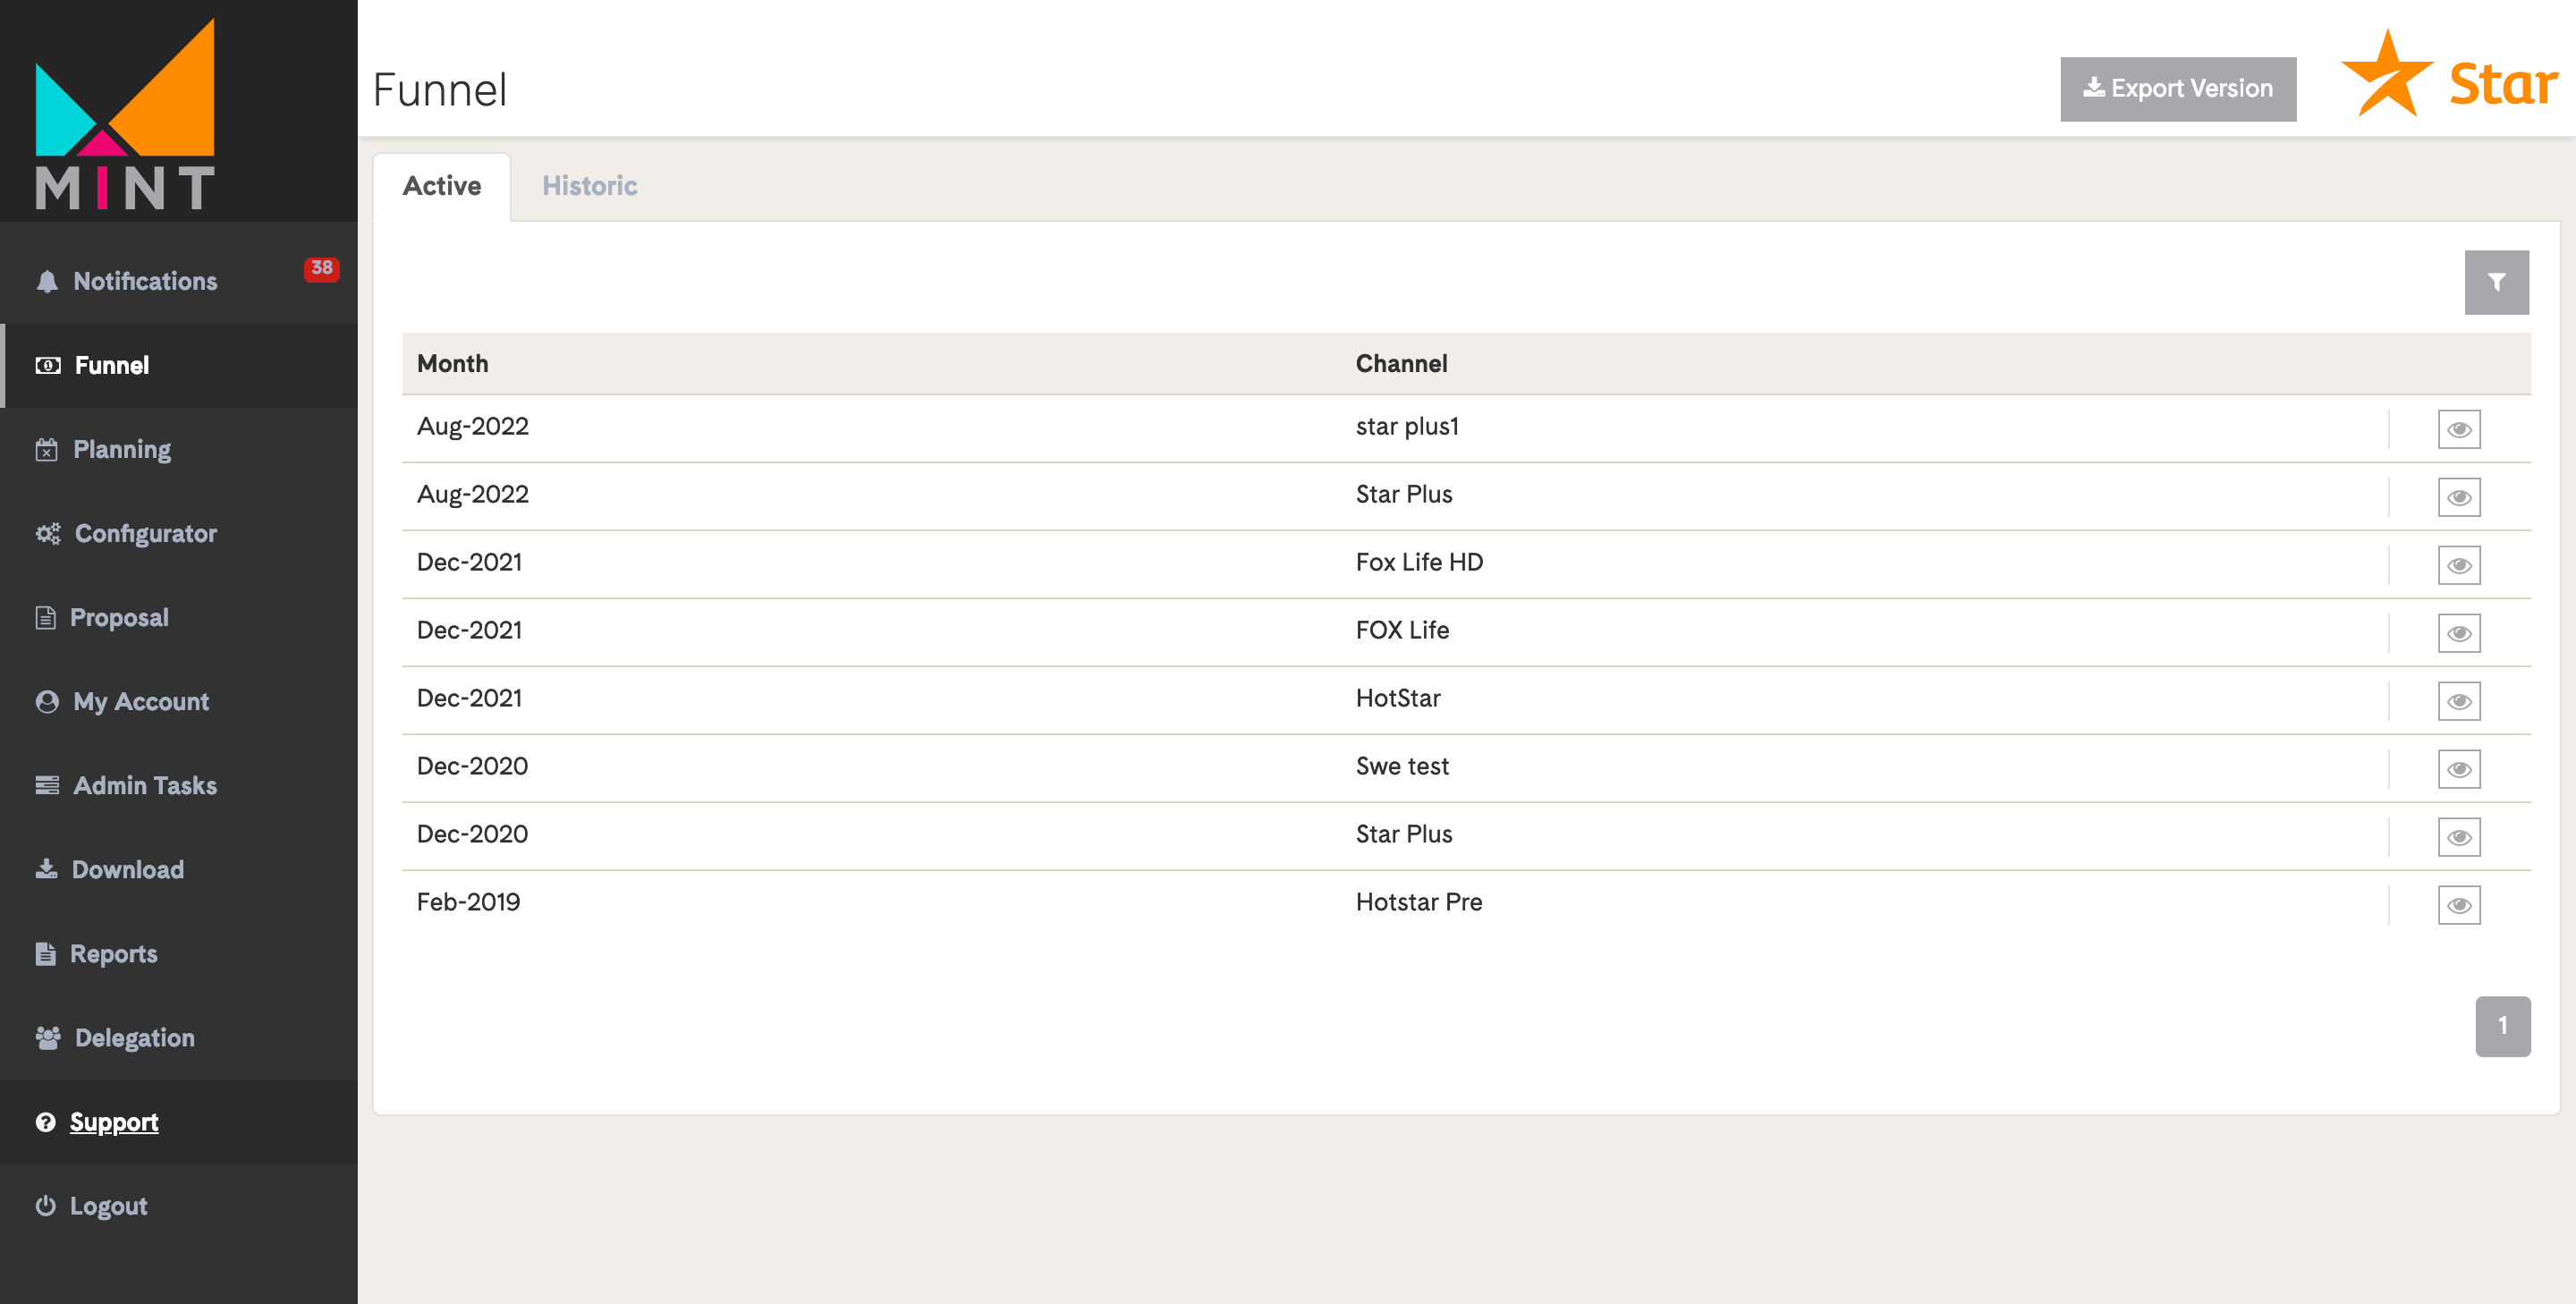 MINT
Notifications 38
Funnel
Planning
Configurator
Proposal
My Account
Admin Tasks
Download
Reports
Delegation
Support
Logout
Funnel
Export Version
Star
Active Historic
Month Channel
Aug-2022 star plus1
Aug-2022 Star Plus
Dec-2021 Fox Life HD
Dec-2021 FOX Life
Dec-2021 HotStar
Dec-2020 Swe test
Dec-2020 Star Plus
Feb-2019 Hotstar Pre
1